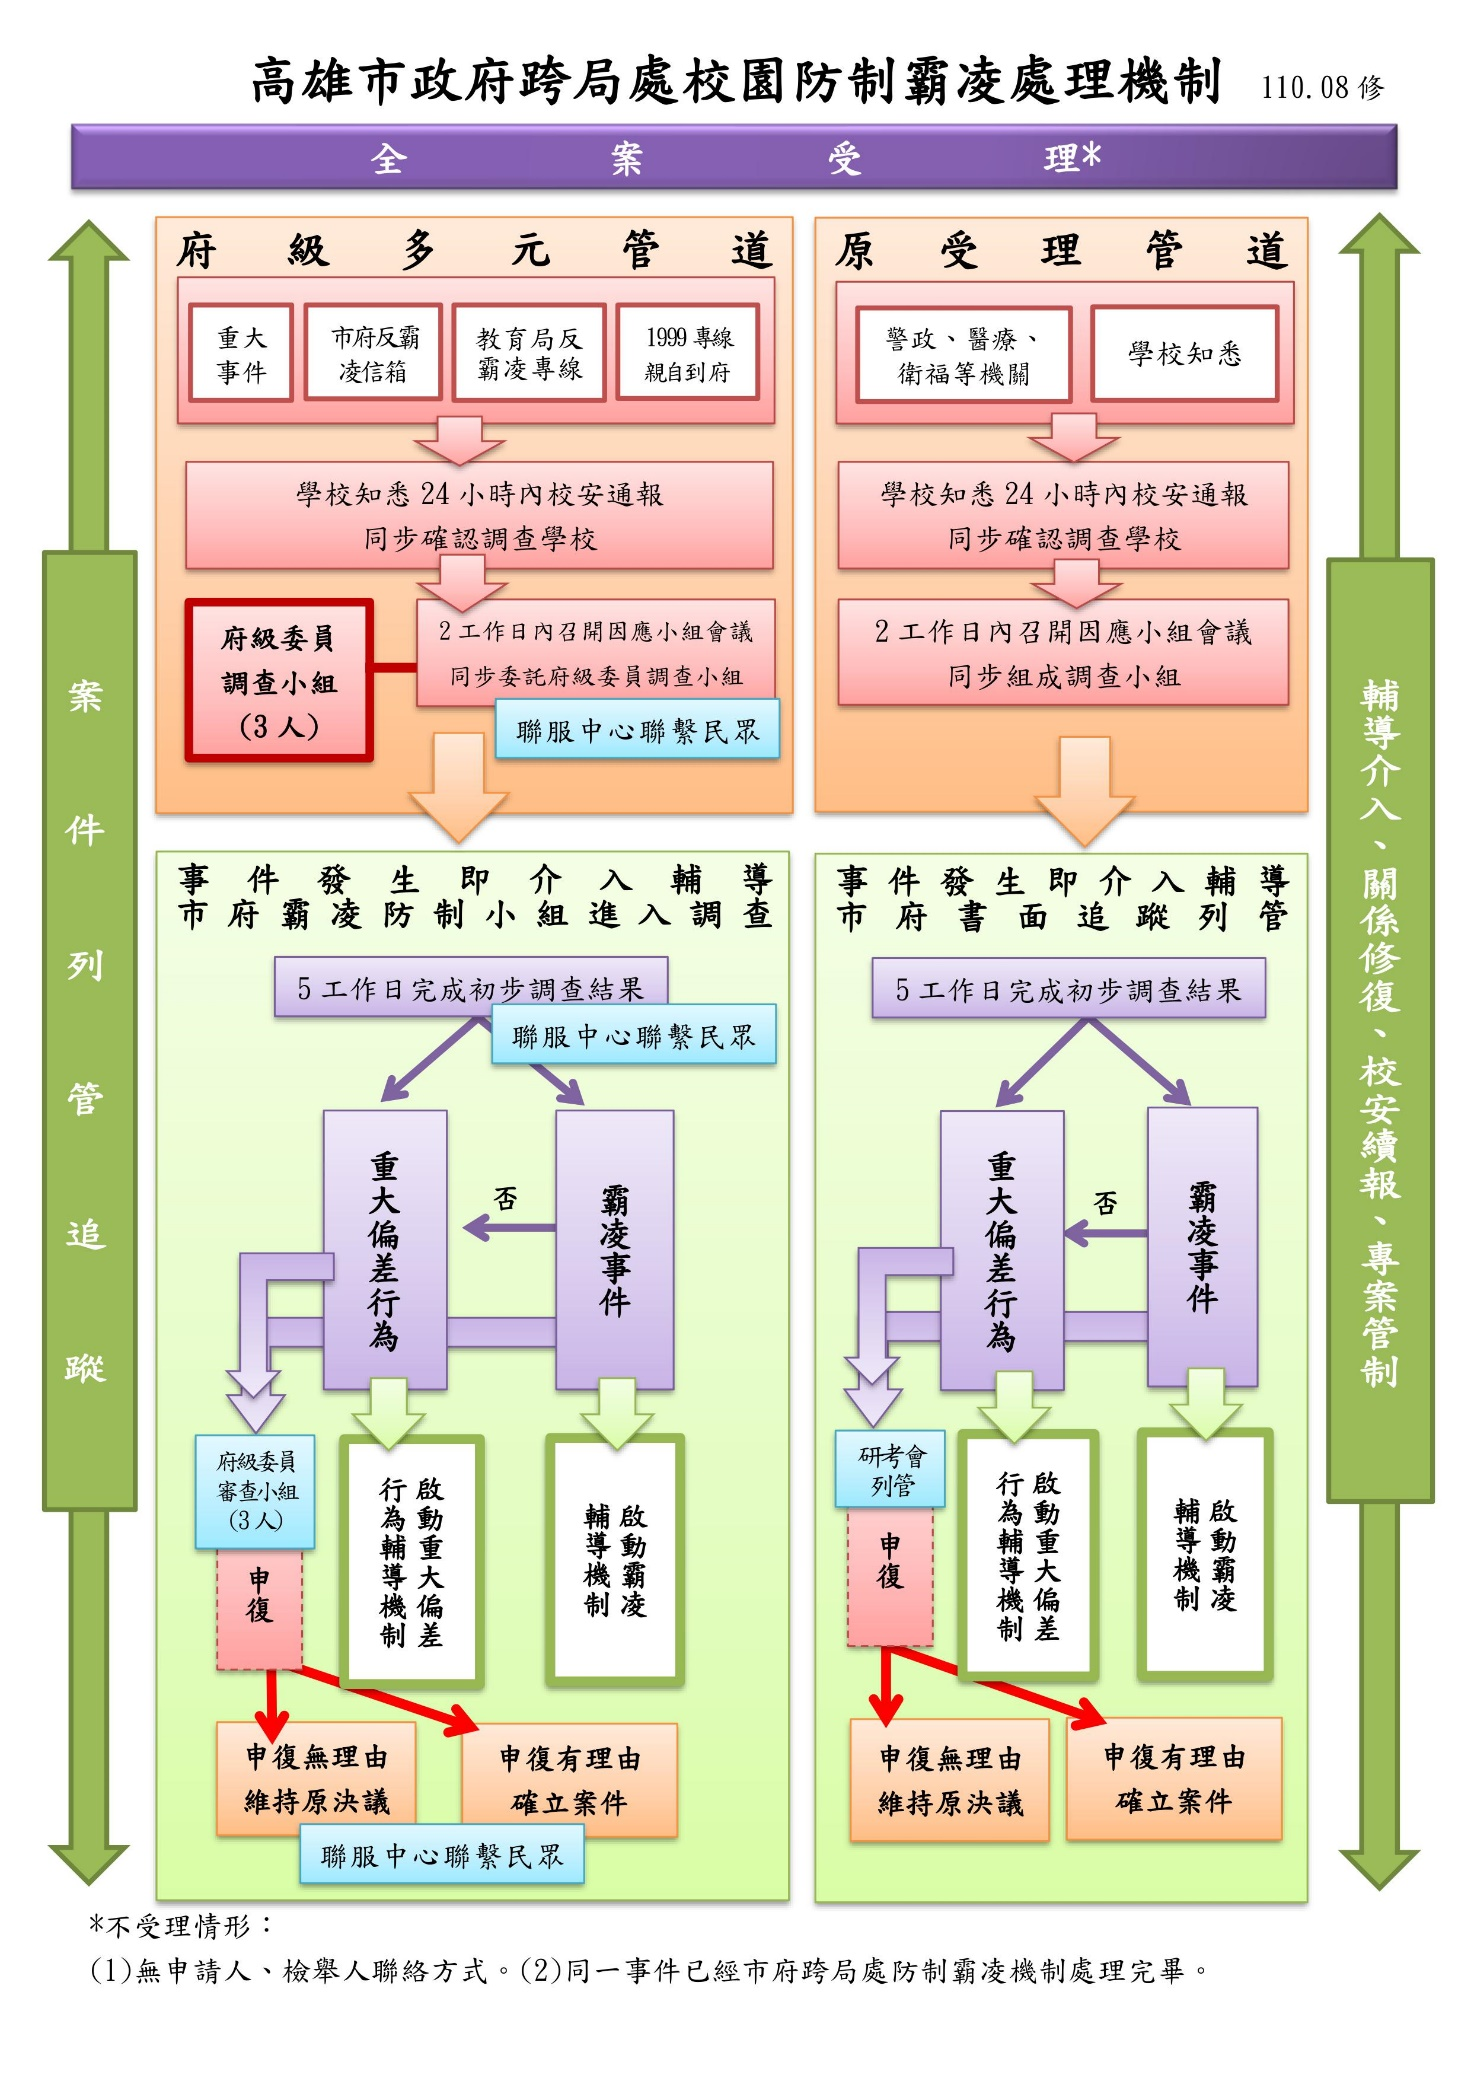 高雄市政府跨局處校園防制霸凌處理機制 110.08修
全案受理*
府級多元管道
重大
事件
市府反霸
凌信箱
教育局反
霸凌專線
1999專線
親自到府
學校知悉24小時內校安通報
同步確認調查學校
府級委員
調查小組
(3人)
2工作日內召開因應小組會議
同步委託府級委員調查小組
聯服中心聯繫民眾
原受理管道
警政、醫療、
衛福等機關
學校知悉
學校知悉24小時內校安通報
同步確認調查學校
2工作日內召開因應小組會議
同步組成調查小組
案件列管追蹤
輔導介入、關係修復、校安續報、專案管制
事件發生即介入輔導
市府霸凌防制小組進入調查
5工作日完成初步調查結果
聯服中心聯繫民眾
重大偏差行為
否
霸凌事件
府級委員
審查小組
(3人)
申復
啟動重大偏差
行為輔導機制
啟動霸凌
輔導機制
申復無理由
維持原決議
申復有理由
確立案件
聯服中心聯繫民眾
事件發生即介入輔導
市府書面追蹤列管
5工作日完成初步調查結果
重大偏差行為
否
霸凌事件
研考會
列管
申復
啟動重大偏差
行為輔導機制
啟動霸凌
輔導機制
申復無理由
維持原決議
申復有理由
確立案件
*不受理情形：
(1)無申請人、檢舉人聯絡方式。(2)同一事件已經市府跨局處防制霸凌機制處理完畢。